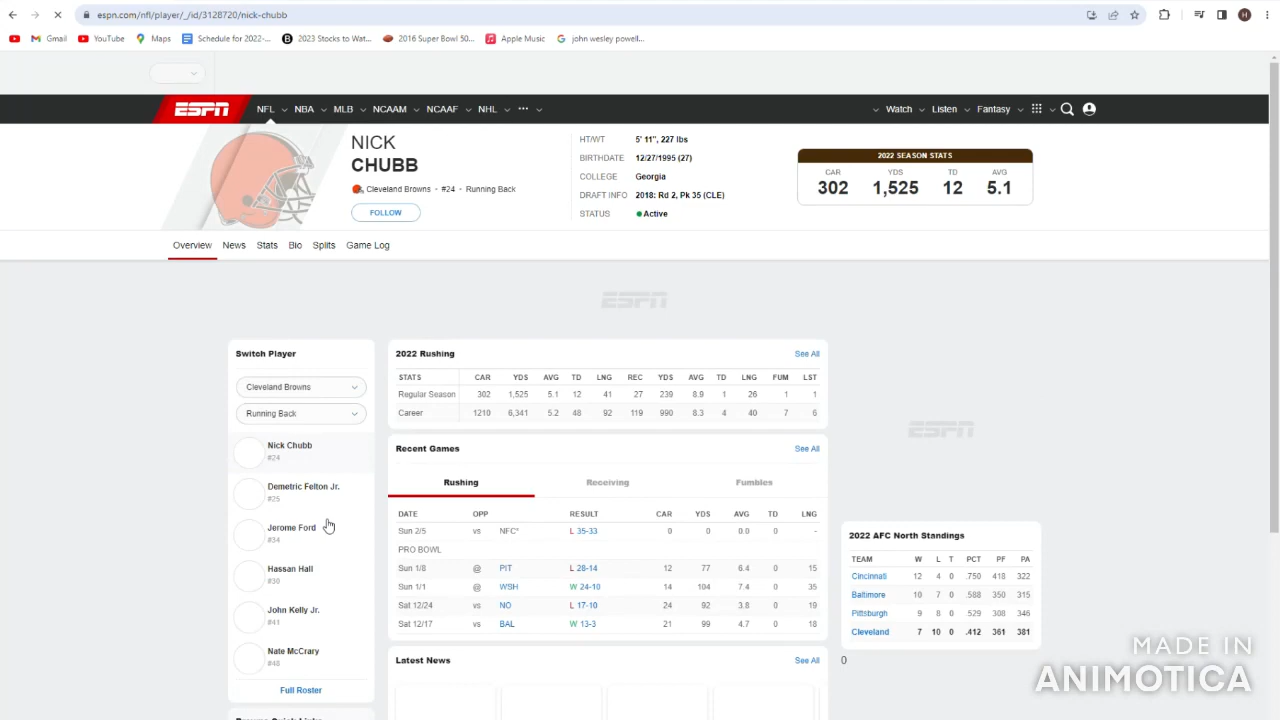 espn.com/nfl/player/_/id/3128720/nick-chubb
Gmail YouTube Maps Schedule for 2022-... 2023 Stocks to Wat... 2016 Super Bowl 50... Apple Music john wesley powell...
ESPN NFL NBA MLB NCAAM NCAAF NHL ••• Watch Listen Fantasy
NICK
CHUBB
Cleveland Browns • #24 • Running Back
FOLLOW
HT/WT 5' 11", 227 lbs
BIRTHDATE 12/27/1995 (27)
COLLEGE Georgia
DRAFT INFO 2018: Rd 2, Pk 35 (CLE)
STATUS Active
2022 SEASON STATS
CAR YDS TD AVG
302 1,525 12 5.1
Overview News Stats Bio Splits Game Log
ESPN
Switch Player
Cleveland Browns
Running Back
Nick Chubb
#24
Demetric Felton Jr.
#25
Jerome Ford
#34
Hassan Hall
#30
John Kelly Jr.
#41
Nate McCrary
#48
Full Roster
2022 Rushing See All
STATS CAR YDS AVG TD LNG REC YDS AVG TD LNG FUM LST
Regular Season 302 1,525 5.1 12 41 27 239 8.9 1 26 1 1
Career 1210 6,341 5.2 48 92 119 990 8.3 4 40 7 6
Recent Games See All
Rushing Receiving Fumbles
DATE OPP RESULT CAR YDS AVG TD LNG
Sun 2/5 vs NFC* L 35-33 0 0 0.0 0 -
PRO BOWL
Sun 1/8 @ PIT L 28-14 12 77 6.4 0 15
Sun 1/1 @ WSH W 24-10 14 104 7.4 0 35
Sat 12/24 vs NO L 17-10 24 92 3.8 0 19
Sat 12/17 vs BAL W 13-3 21 99 4.7 0 18
Latest News See All
ESPN
2022 AFC North Standings
TEAM W L T PCT PF PA
Cincinnati 12 4 0 .750 418 322
Baltimore 10 7 0 .588 350 315
Pittsburgh 9 8 0 .529 308 346
Cleveland 7 10 0 .412 361 381
0
MADE IN
ANIMOTICA